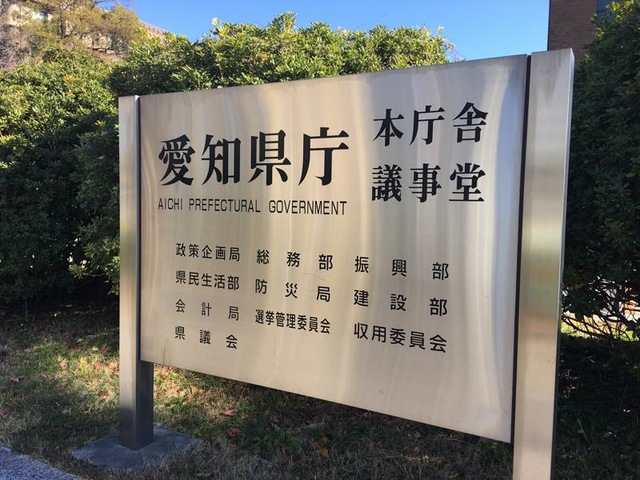 愛知県庁 本庁舎
議事堂
AICHI PREFECTURAL GOVERNMENT
政策企画局 総務部 振興部
県民生活部 防災局 建設部
会計局 選挙管理委員会 収用委員会
県議会